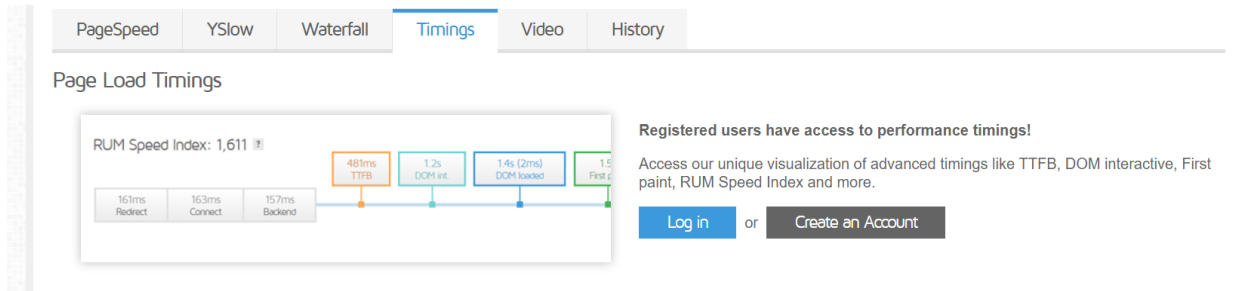 PageSpeed YSlow Waterfall Timings Video History
Page Load Timings
RUM Speed Index: 1,611 ?
481ms
TTFB
1.2s
DOM int.
1.4s (2ms)
DOM loaded
1.5
First p
161ms
Redirect
163ms
Connect
157ms
Backend
Registered users have access to performance timings!
Access our unique visualization of advanced timings like TTFB, DOM interactive, First
paint, RUM Speed Index and more.
Log in or Create an Account